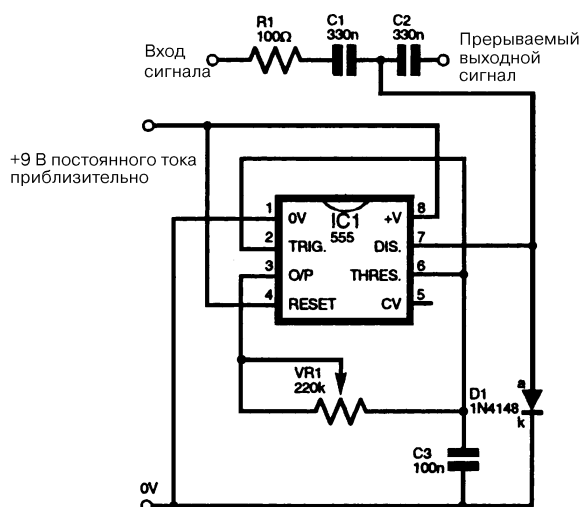 R1
100Ω
C1
330n
C2
330n
Вход
сигнала
Прерываемый
выходной
сигнал
+9 В постоянного тока
приблизительно
1
0V
IC1
555
+V
8
2
TRIG.
DIS.
7
3
O/P
THRES.
6
4
RESET
CV
5
VR1
220k
D1
1N4148
a
k
C3
100n
0V